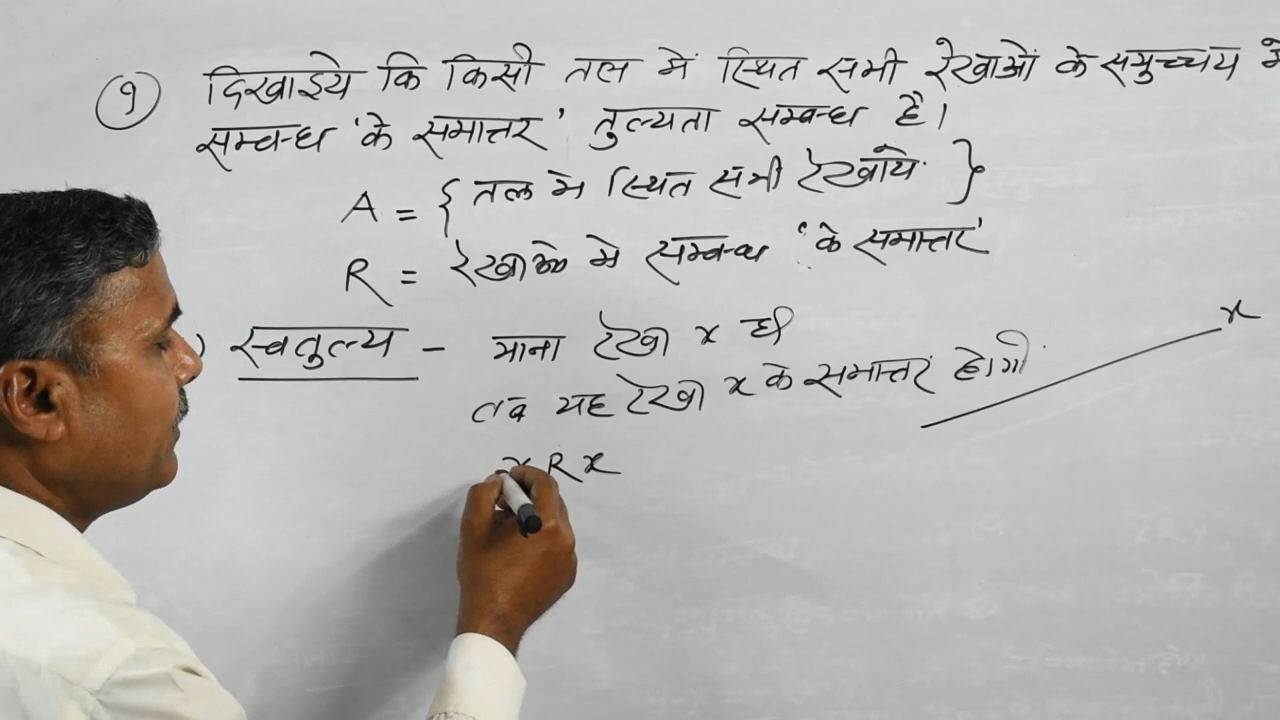 १ दिखाइये कि किसी तल में स्थित सभी रेखाओं के समुच्चय में
सम्बन्ध 'के समान्तर' तुल्यता सम्बन्ध है।
A = { तल में स्थित सभी रेखायें }
R = रेखाओं में सम्बन्ध 'के समान्तर'
) स्वतुल्य - माना रेखा x है
x
तब यह रेखा x के समान्तर होगी
x R x